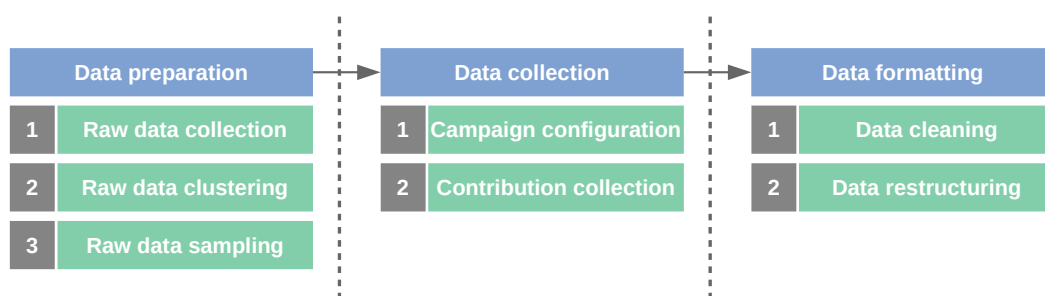 Data preparation
1 Raw data collection
2 Raw data clustering
3 Raw data sampling
Data collection
1 Campaign configuration
2 Contribution collection
Data formatting
1 Data cleaning
2 Data restructuring